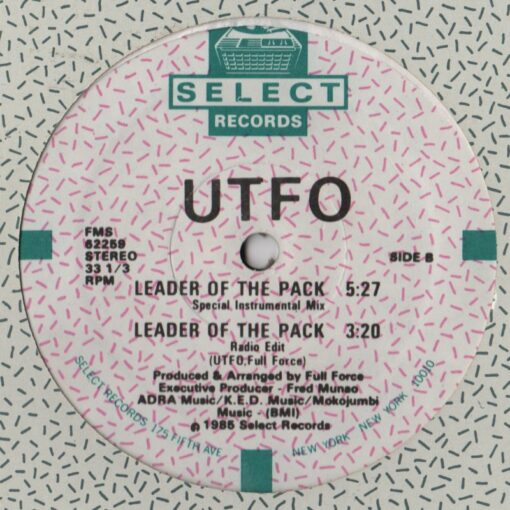 SELECT
RECORDS
UTFO
FMS
62259
STEREO
33 1/3
RPM
SIDE B
LEADER OF THE PACK 5:27
Special Instrumental Mix
LEADER OF THE PACK 3:20
Radio Edit
(UTFO,Full Force)
Produced & Arranged by Full Force
Executive Producer - Fred Munao
ADRA Music/K.E.D. Music/Mokojumbi
Music - (BMI)
℗ 1985 Select Records
SELECT RECORDS 175 FIFTH AVE. NEW YORK, NEW YORK 10010